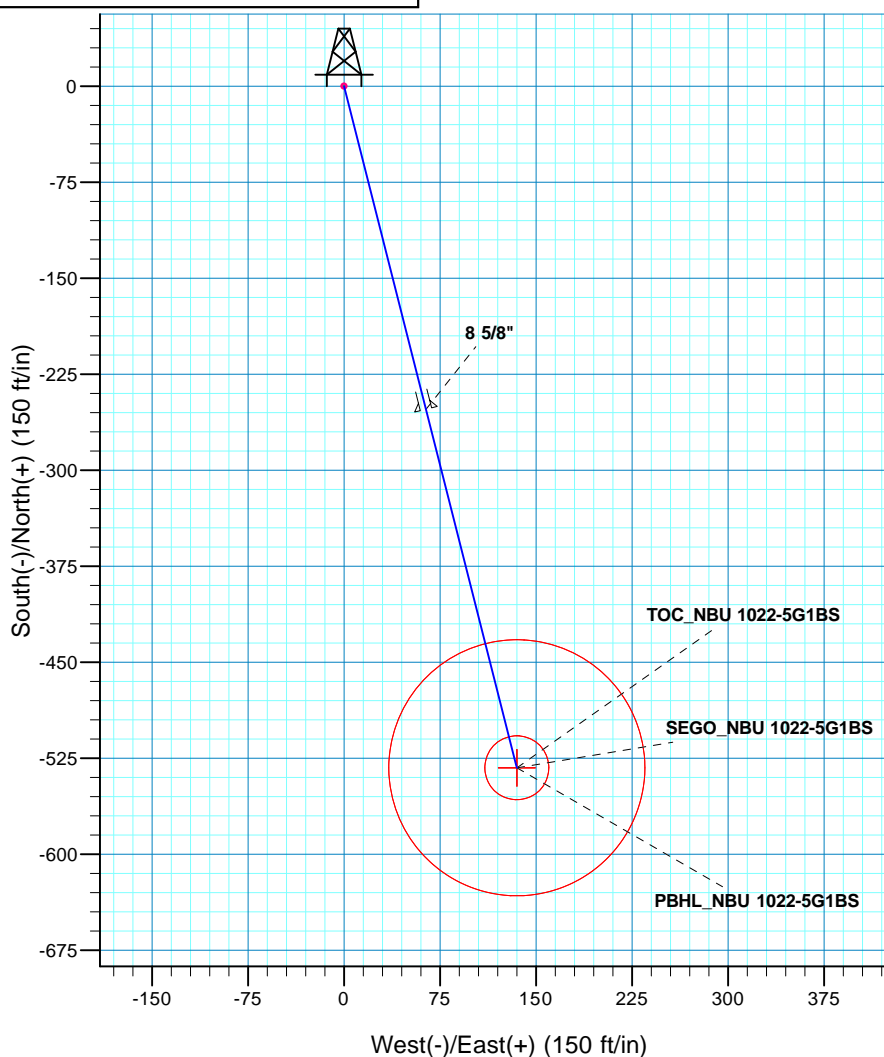 0
-75
-150
8 5/8"
-225
-300
South(-)/North(+) (150 ft/in)
-375
TOC_NBU 1022-5G1BS
-450
SEGO_NBU 1022-5G1BS
-525
-600
PBHL_NBU 1022-5G1BS
-675
-150 -75 0 75 150 225 300 375
West(-)/East(+) (150 ft/in)